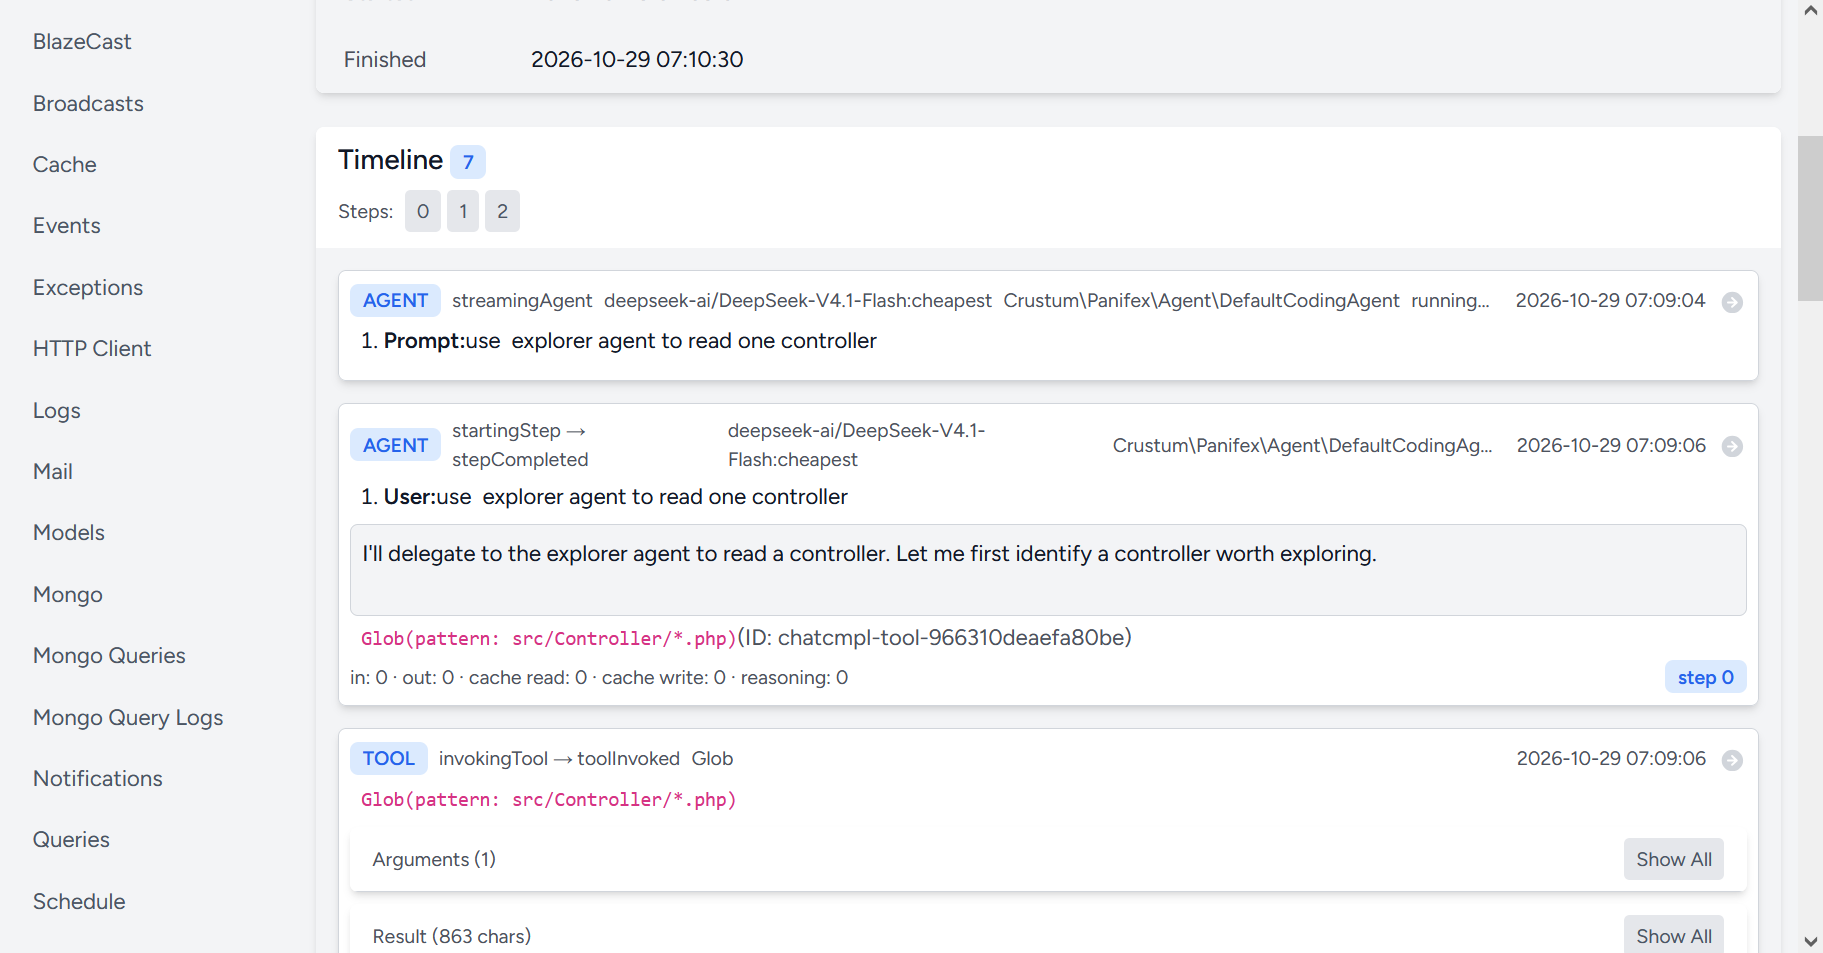 BlazeCast
Broadcasts
Cache
Events
Exceptions
HTTP Client
Logs
Mail
Models
Mongo
Mongo Queries
Mongo Query Logs
Notifications
Queries
Schedule
Finished 2026-10-29 07:10:30
Timeline 7
Steps: 0 1 2
AGENT streamingAgent deepseek-ai/DeepSeek-V4.1-Flash:cheapest Crustum\Panifex\Agent\DefaultCodingAgent running... 2026-10-29 07:09:04
1. Prompt:use explorer agent to read one controller
AGENT startingStep → stepCompleted deepseek-ai/DeepSeek-V4.1-Flash:cheapest Crustum\Panifex\Agent\DefaultCodingAg... 2026-10-29 07:09:06
1. User:use explorer agent to read one controller
I'll delegate to the explorer agent to read a controller. Let me first identify a controller worth exploring.
Glob(pattern: src/Controller/*.php)(ID: chatcmpl-tool-966310deaefa80be)
in: 0 · out: 0 · cache read: 0 · cache write: 0 · reasoning: 0 step 0
TOOL invokingTool → toolInvoked Glob 2026-10-29 07:09:06
Glob(pattern: src/Controller/*.php)
Arguments (1) Show All
Result (863 chars) Show All